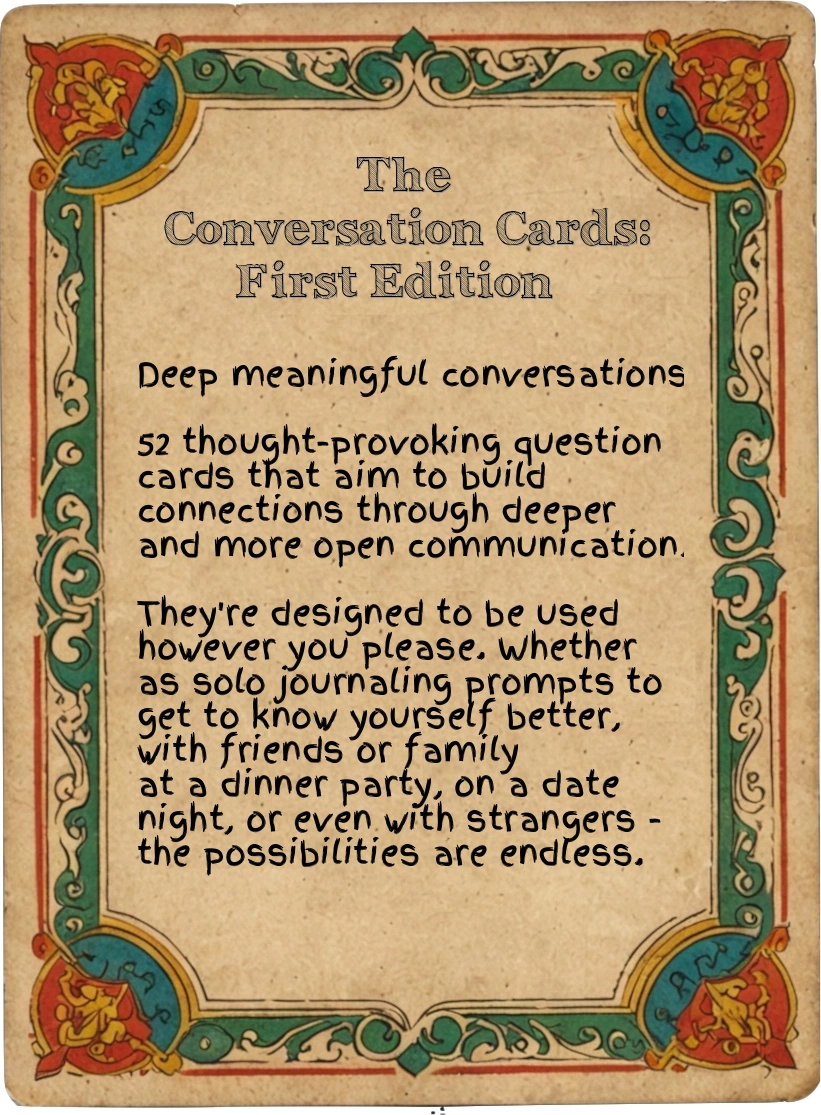 The
Conversation Cards:
First Edition
Deep meaningful conversations
52 thought-provoking question
cards that aim to build
connections through deeper
and more open communication.
They're designed to be used
however you please. Whether
as solo journaling prompts to
get to know yourself better,
with friends or family
at a dinner party, on a date
night, or even with strangers -
the possibilities are endless.